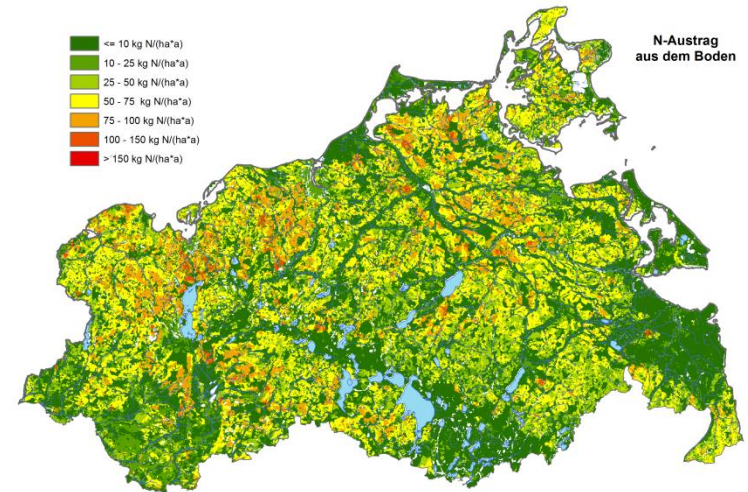 N-Austrag
aus dem Boden
<= 10 kg N/(ha*a)
10 - 25 kg N/(ha*a)
25 - 50 kg N/(ha*a)
50 - 75 kg N/(ha*a)
75 - 100 kg N/(ha*a)
100 - 150 kg N/(ha*a)
> 150 kg N/(ha*a)